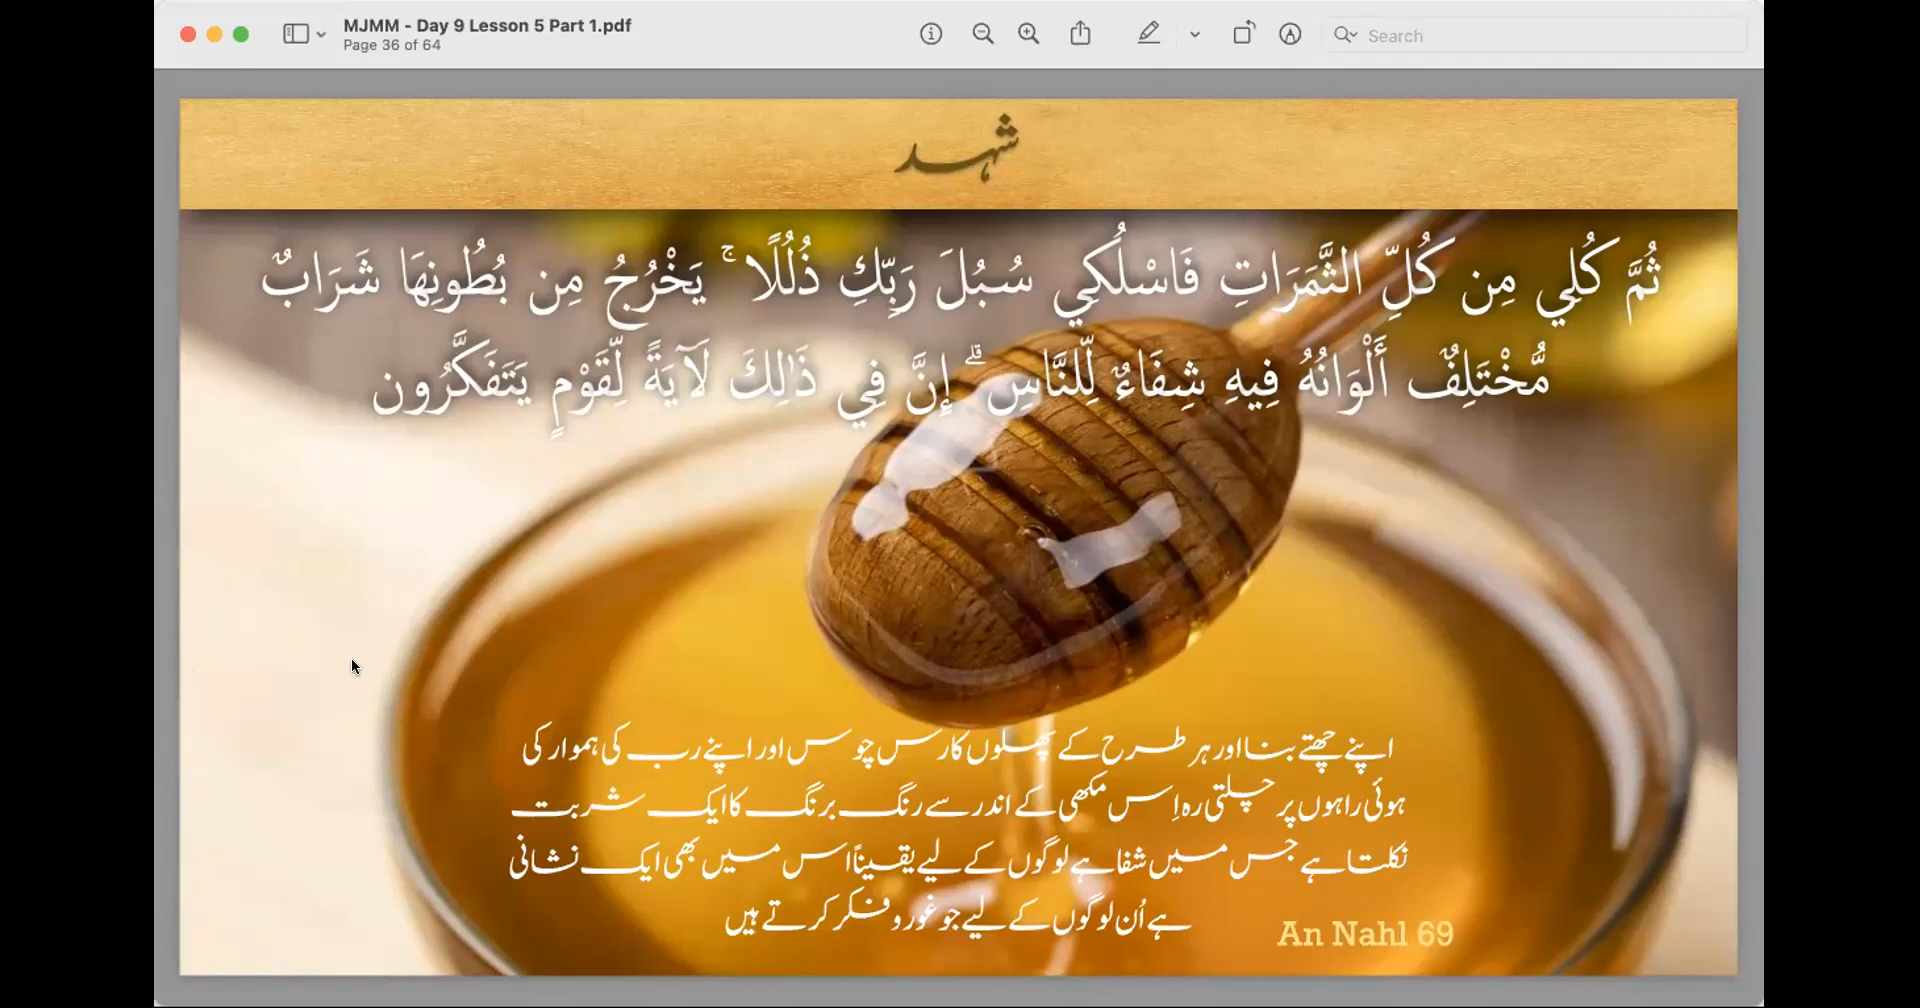 MJMM - Day 9 Lesson 5 Part 1.pdf
Page 36 of 64
Search
شہد
ثُمَّ كُلِي مِن كُلِّ الثَّمَرَاتِ فَاسْلُكِي سُبُلَ رَبِّكِ ذُلُلًا ۚ يَخْرُجُ مِن بُطُونِهَا شَرَابٌ
مُّخْتَلِفٌ أَلْوَانُهُ فِيهِ شِفَاءٌ لِّلنَّاسِ ۗ إِنَّ فِي ذَٰلِكَ لَآيَةً لِّقَوْمٍ يَتَفَكَّرُون
اپنے چھتے بنا اور ہر طرح کے پھلوں کا رس چوس اور اپنے رب کی ہموار کی
ہوئی راہوں پر چلتی رہ اِس مکھی کے اندر سے رنگ برنگ کا ایک شربت
نکلتا ہے جس میں شفا ہے لوگوں کے لیے یقیناً اس میں بھی ایک نشانی
ہے اُن لوگوں کے لیے جو غور و فکر کرتے ہیں
An Nahl 69